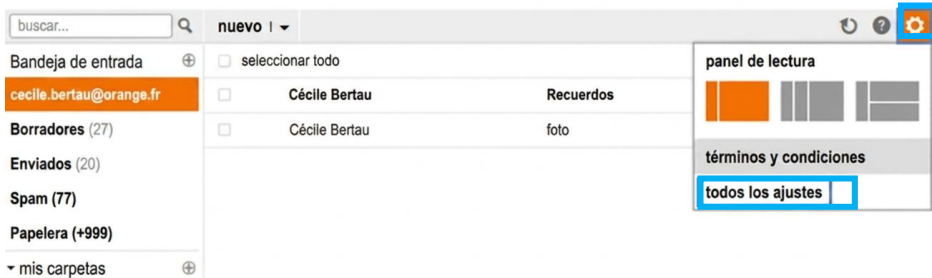 buscar...
nuevo
Bandeja de entrada
seleccionar todo
panel de lectura
cecile.bertau@orange.fr
Cécile Bertau
Recuerdos
Borradores (27)
Cécile Bertau
foto
Enviados (20)
términos y condiciones
Spam (77)
todos los ajustes
Papelera (+999)
mis carpetas